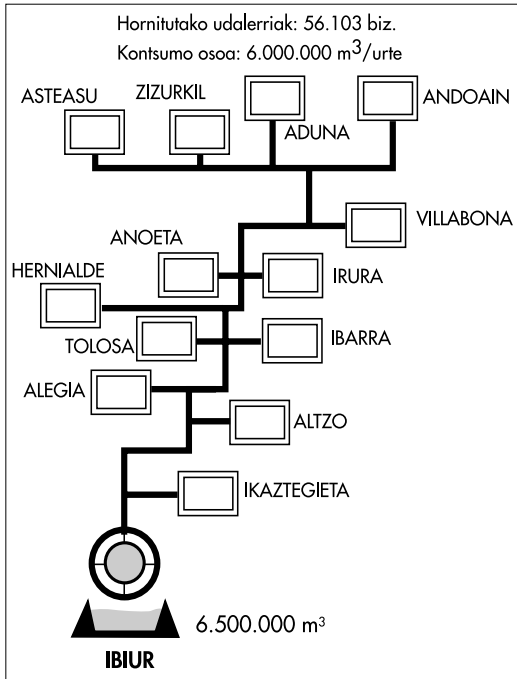 Hornitutako udalerriak: 56.103 biz.
Kontsumo osoa: 6.000.000 m³/urte
ASTEASU
ZIZURKIL
ADUNA
ANDOAIN
VILLABONA
ANOETA
HERNIALDE
IRURA
TOLOSA
IBARRA
ALEGIA
ALTZO
IKAZTEGIETA
6.500.000 m³
IBIUR